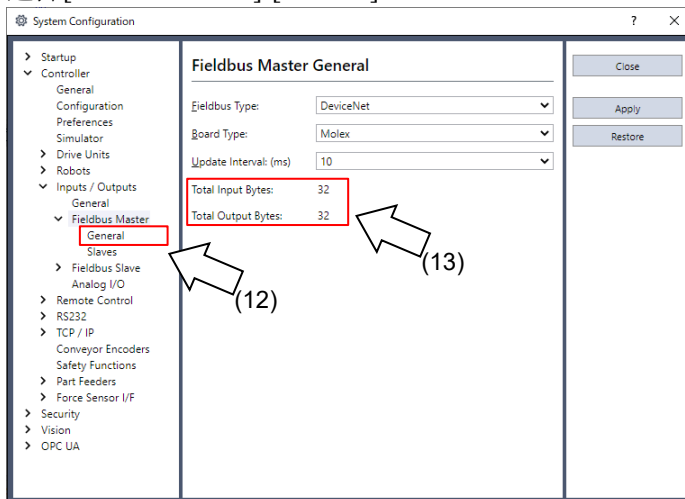 System Configuration
?
Startup
Controller
General
Configuration
Preferences
Simulator
Drive Units
Robots
Inputs / Outputs
General
Fieldbus Master
General
Slaves
Fieldbus Slave
Analog I/O
Remote Control
RS232
TCP / IP
Conveyor Encoders
Safety Functions
Part Feeders
Force Sensor I/F
Security
Vision
OPC UA
Fieldbus Master General
Fieldbus Type: DeviceNet
Board Type: Molex
Update Interval: (ms) 10
Total Input Bytes: 32
Total Output Bytes: 32
(12)
(13)
Close
Apply
Restore